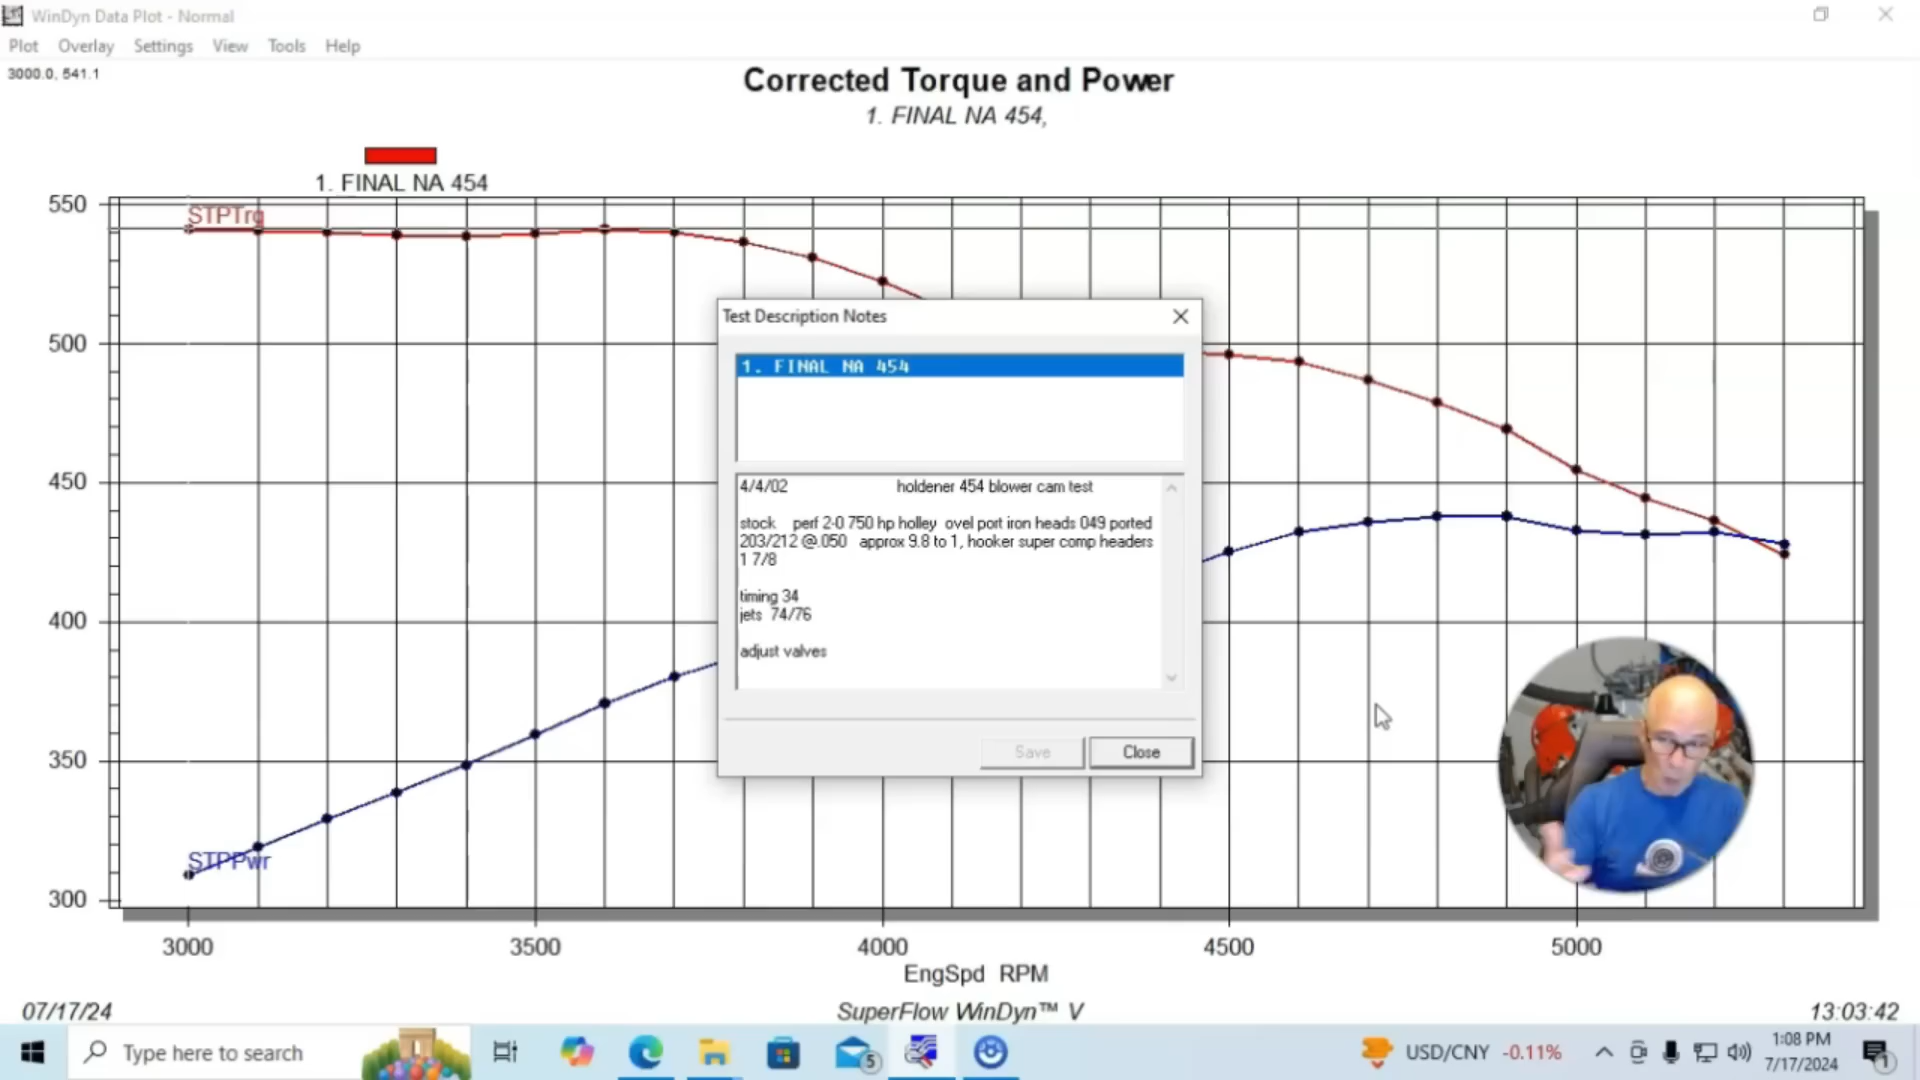 WinDyn Data Plot - Normal
Plot Overlay Settings View Tools Help
3000.0, 541.1
Corrected Torque and Power
1. FINAL NA 454,
1. FINAL NA 454
550
STPTrq
500
450
400
350
STPPwr
300
Test Description Notes
1. FINAL NA 454
4/4/02 holdener 454 blower cam test
stock perf 2-0 750 hp holley ovel port iron heads 049 ported
203/212 @.050 approx 9.8 to 1, hooker super comp headers
1 7/8
timing 34
jets 74/76
adjust valves
Save Close
3000 3500 4000 4500 5000
EngSpd RPM
07/17/24 SuperFlow WinDyn™ V 13:03:42
Type here to search 5 USD/CNY -0.11% 1:08 PM
7/17/2024 1